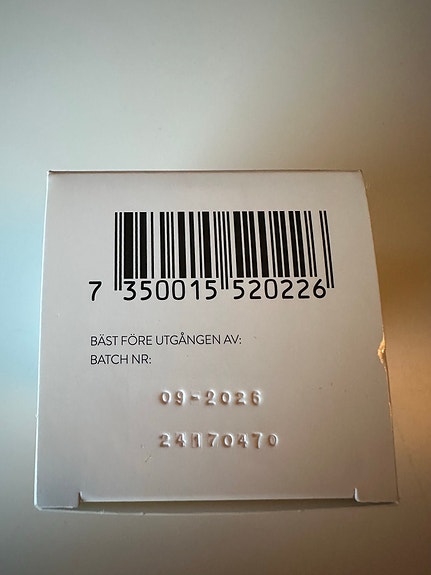 7 350015 520226
BÄST FÖRE UTGÅNGEN AV:
BATCH NR:
09-2026
24170470